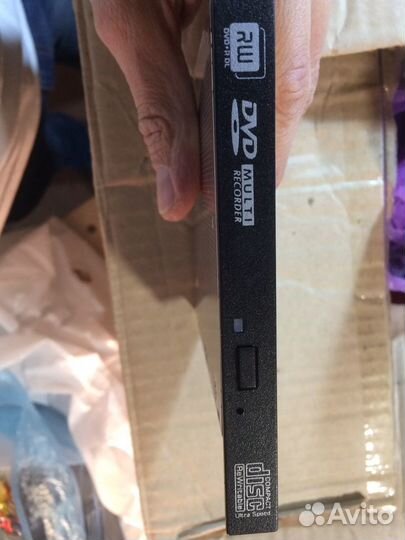 RW
DVD+R DL
DVD
MULTI
RECORDER
COMPACT
disc
ReWritable
Ultra Speed
Avito